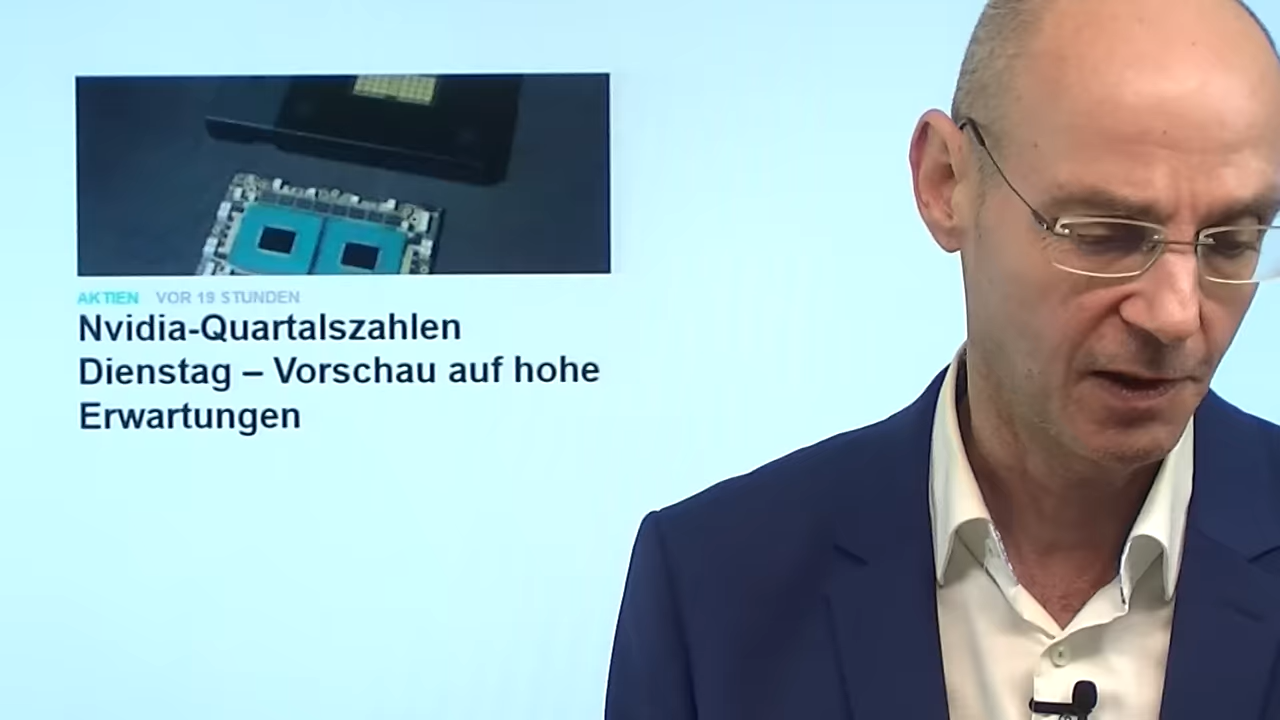 AKTIEN VOR 19 STUNDEN
Nvidia-Quartalszahlen
Dienstag – Vorschau auf hohe
Erwartungen